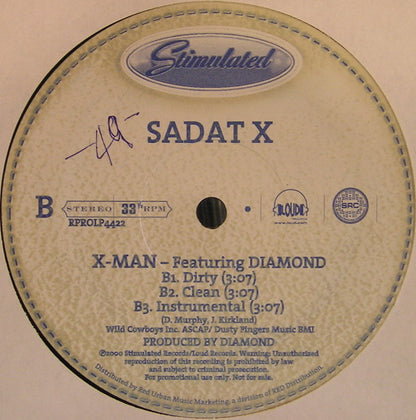 Stimulated
-49-
SADAT X
B
STEREO 33⅓ RPM
RPROLP4422
LOUD
SRC
X-MAN – Featuring DIAMOND
B1. Dirty (3:07)
B2. Clean (3:07)
B3. Instrumental (3:07)
(D. Murphy, J. Kirkland)
Wild Cowboys Inc. ASCAP/ Dusty Fingers Music BMI
PRODUCED BY DIAMOND
℗2000 Stimulated Records/Loud Records. Warning: Unauthorized
reproduction of this recording is prohibited by law
and subject to criminal prosecution.
For promotional use only. Not for sale.
Distributed by Red Urban Music Marketing, a division of RED Distribution